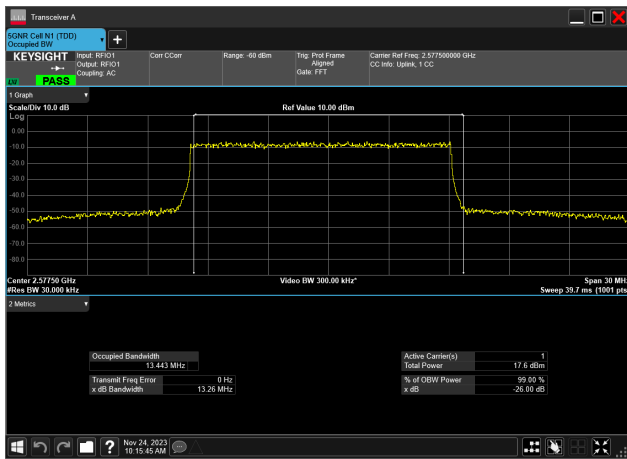 Transceiver A
5GNR Cell N1 (TDD)
Occupied BW
KEYSIGHT
PASS
Input: RFIO1
Output: RFIO1
Coupling: AC
Corr CCorr
Range: -60 dBm
Trig: Prot Frame
Aligned
Gate: FFT
Carrier Ref Freq: 2.577500000 GHz
CC Info: Uplink, 1 CC
1 Graph
Scale/Div 10.0 dB
Ref Value 10.00 dBm
Log
0.00
-10.0
-20.0
-30.0
-40.0
-50.0
-60.0
-70.0
-80.0
Center 2.57750 GHz
Video BW 300.00 kHz*
Span 30 MHz
#Res BW 30.000 kHz
Sweep 39.7 ms (1001 pts
2 Metrics
Occupied Bandwidth
13.443 MHz
Transmit Freq Error 0 Hz
x dB Bandwidth 13.26 MHz
Active Carrier(s) 1
Total Power 17.6 dBm
% of OBW Power 99.00 %
x dB -26.00 dB
?
Nov 24, 2023
10:15:45 AM